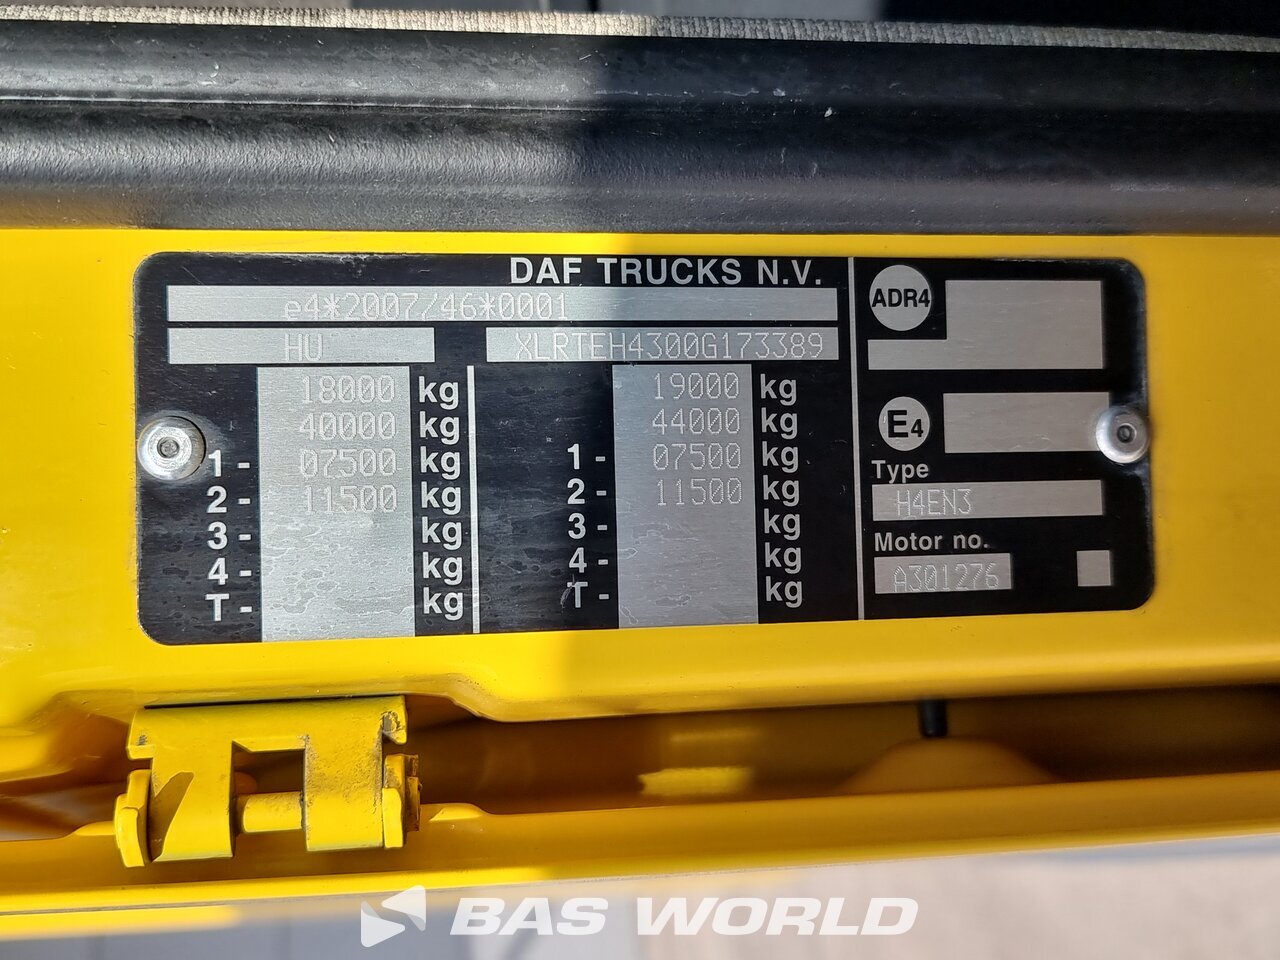 DAF TRUCKS N.V.
e4*2007/46*0001
HU XLRTEH4300G173389
18000 kg 19000 kg
40000 kg 44000 kg
1- 07500 kg 1- 07500 kg
2- 11500 kg 2- 11500 kg
3- kg 3- kg
4- kg 4- kg
T- kg T- kg
ADR4
E4
Type
H4EN3
Motor no.
A301276
BAS WORLD